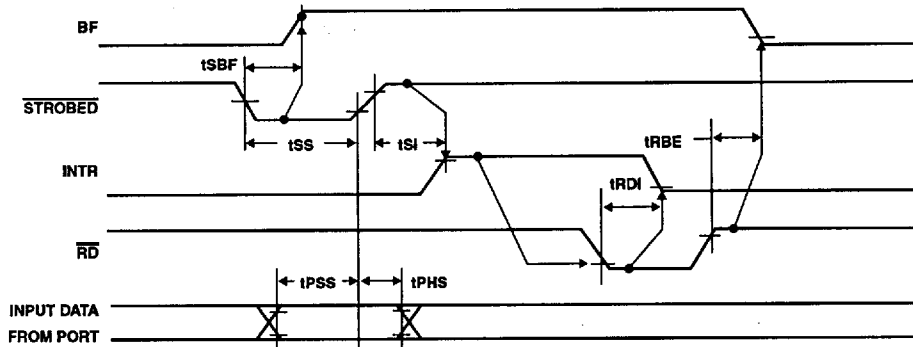 BF
tSBF
STROBED
tSS
tSI
tRBE
INTR
tRDI
RD
tPSS
tPHS
INPUT DATA
FROM PORT